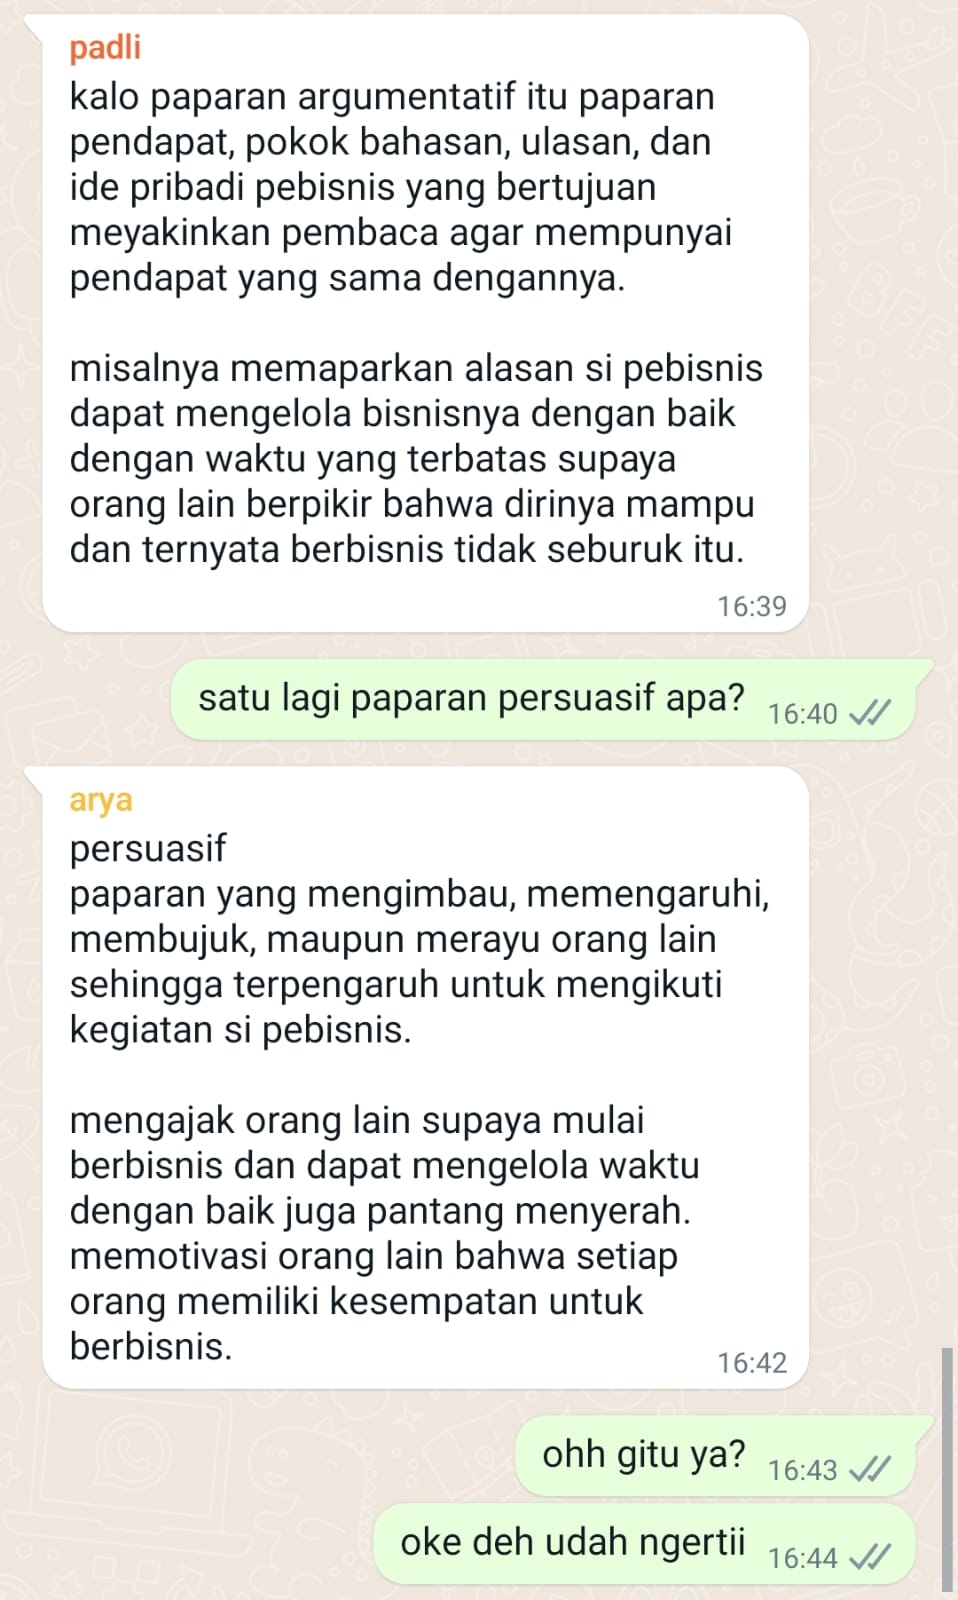 padli
kalo paparan argumentatif itu paparan
pendapat, pokok bahasan, ulasan, dan
ide pribadi pebisnis yang bertujuan
meyakinkan pembaca agar mempunyai
pendapat yang sama dengannya.
misalnya memaparkan alasan si pebisnis
dapat mengelola bisnisnya dengan baik
dengan waktu yang terbatas supaya
orang lain berpikir bahwa dirinya mampu
dan ternyata berbisnis tidak seburuk itu.
16:39
satu lagi paparan persuasif apa? 16:40
arya
persuasif
paparan yang mengimbau, memengaruhi,
membujuk, maupun merayu orang lain
sehingga terpengaruh untuk mengikuti
kegiatan si pebisnis.
mengajak orang lain supaya mulai
berbisnis dan dapat mengelola waktu
dengan baik juga pantang menyerah.
memotivasi orang lain bahwa setiap
orang memiliki kesempatan untuk
berbisnis.
16:42
ohh gitu ya? 16:43
oke deh udah ngertii 16:44
BFF